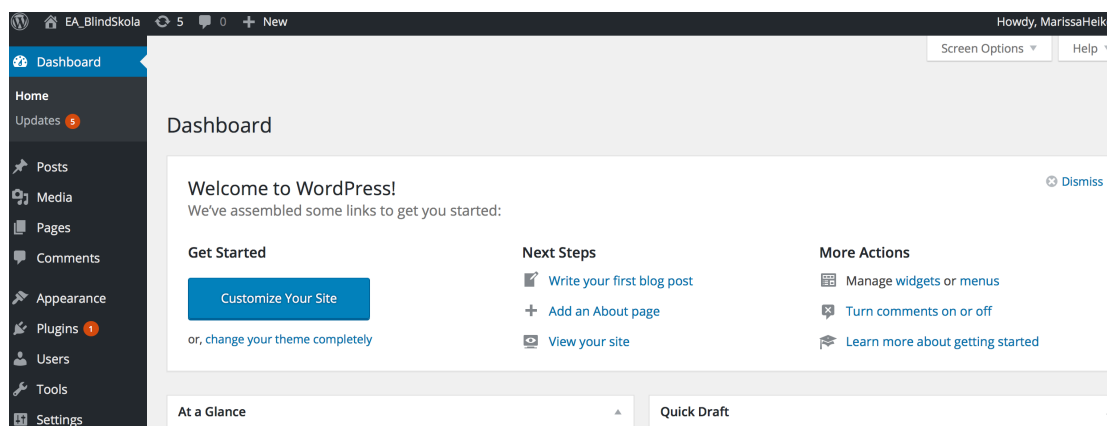 EA_BlindSkola 5 0 New Howdy, MarissaHeik
Screen Options Help
Dashboard
Home
Updates 5
Posts
Media
Pages
Comments
Appearance
Plugins 1
Users
Tools
Settings
Dashboard
Welcome to WordPress!
Dismiss
We've assembled some links to get you started:
Get Started
Customize Your Site
or, change your theme completely
Next Steps
Write your first blog post
Add an About page
View your site
More Actions
Manage widgets or menus
Turn comments on or off
Learn more about getting started
At a Glance
Quick Draft